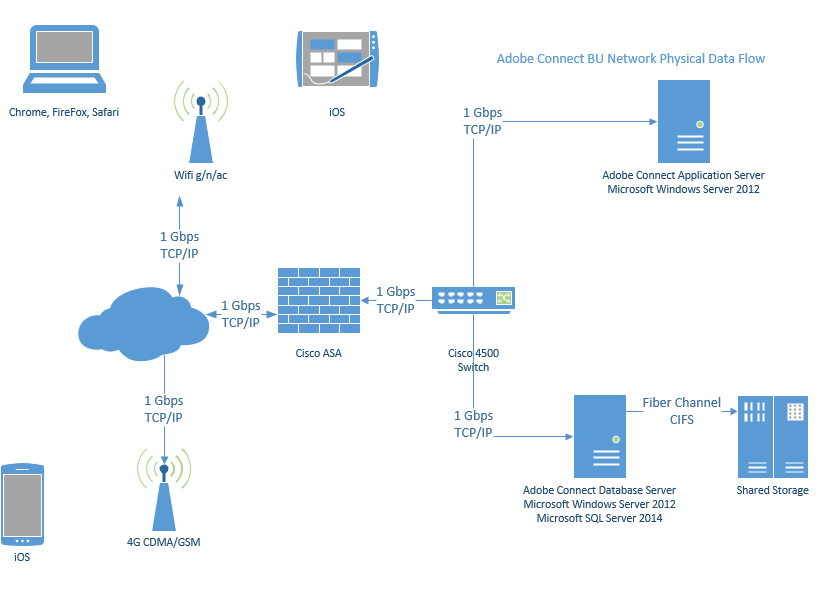 Adobe Connect BU Network Physical Data Flow
Chrome, FireFox, Safari
iOS
1 Gbps
TCP/IP
Wifi g/n/ac
Adobe Connect Application Server
Microsoft Windows Server 2012
1 Gbps
TCP/IP
1 Gbps
TCP/IP
1 Gbps
TCP/IP
Cisco ASA
Cisco 4500
Switch
1 Gbps
TCP/IP
1 Gbps
TCP/IP
Fiber Channel
CIFS
Adobe Connect Database Server
Microsoft Windows Server 2012
Microsoft SQL Server 2014
Shared Storage
4G CDMA/GSM
iOS